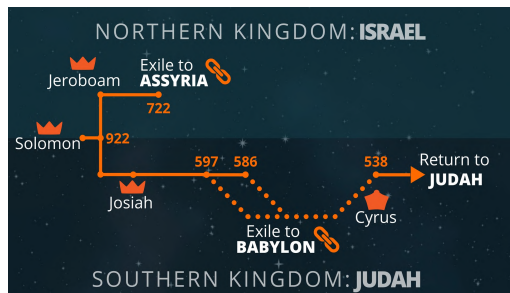 NORTHERN KINGDOM: ISRAEL
Jeroboam
Exile to
ASSYRIA
722
Solomon
922
597
586
538
Return to
JUDAH
Josiah
Cyrus
Exile to
BABYLON
SOUTHERN KINGDOM: JUDAH